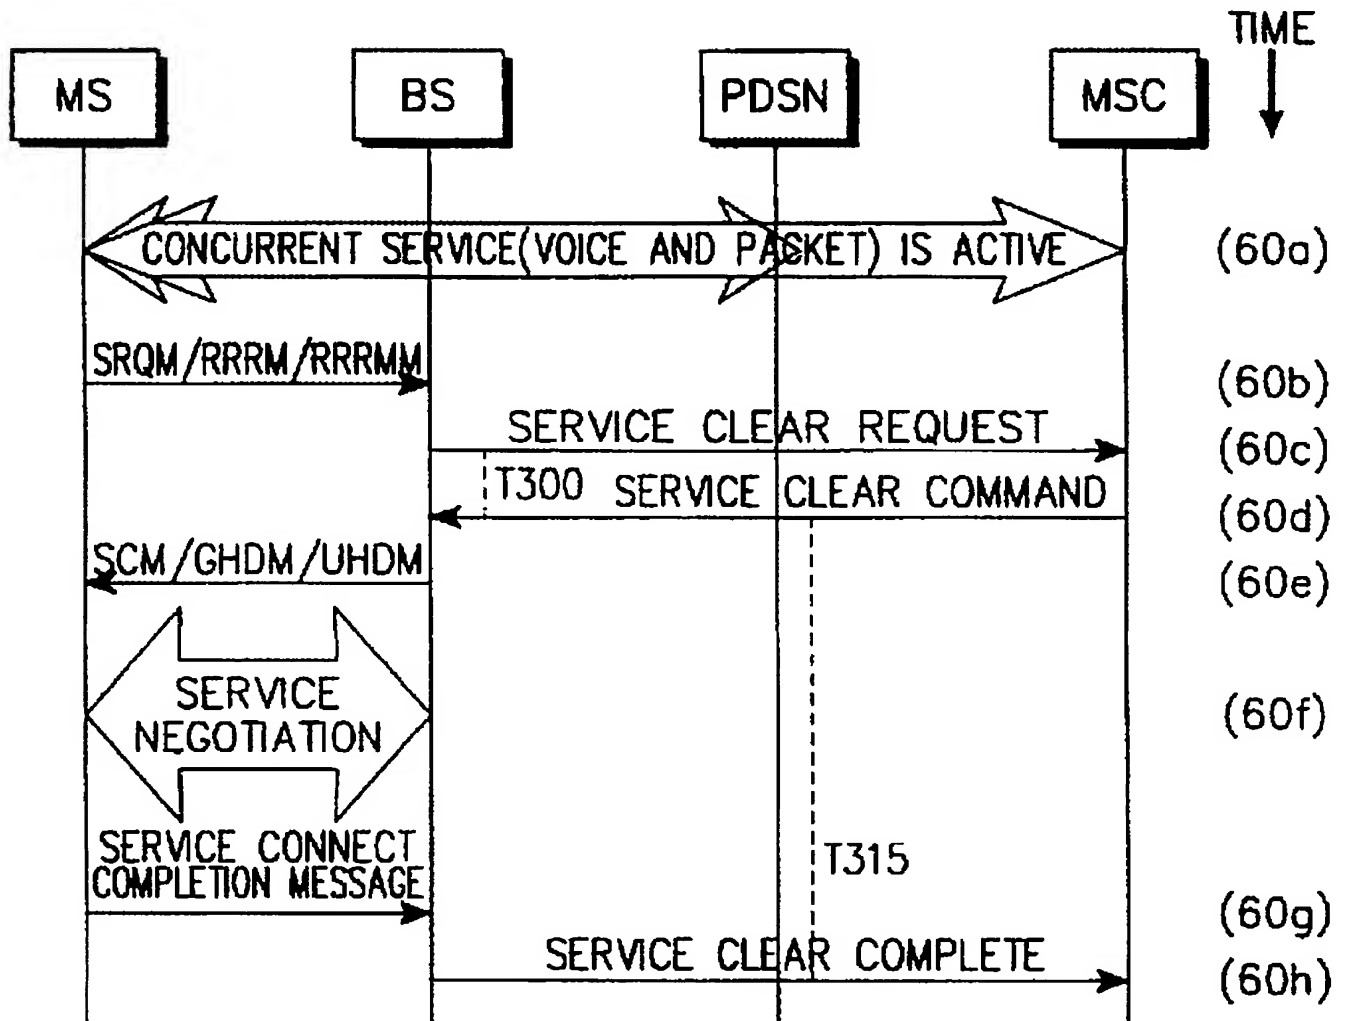 TIME
MS
BS
PDSN
MSC
CONCURRENT SERVICE(VOICE AND PACKET) IS ACTIVE
(60a)
SRQM/RRRM/RRRMM
(60b)
SERVICE CLEAR REQUEST
(60c)
T300
SERVICE CLEAR COMMAND
(60d)
SCM/GHDM/UHDM
(60e)
SERVICE
NEGOTIATION
(60f)
SERVICE CONNECT
COMPLETION MESSAGE
T315
(60g)
SERVICE CLEAR COMPLETE
(60h)